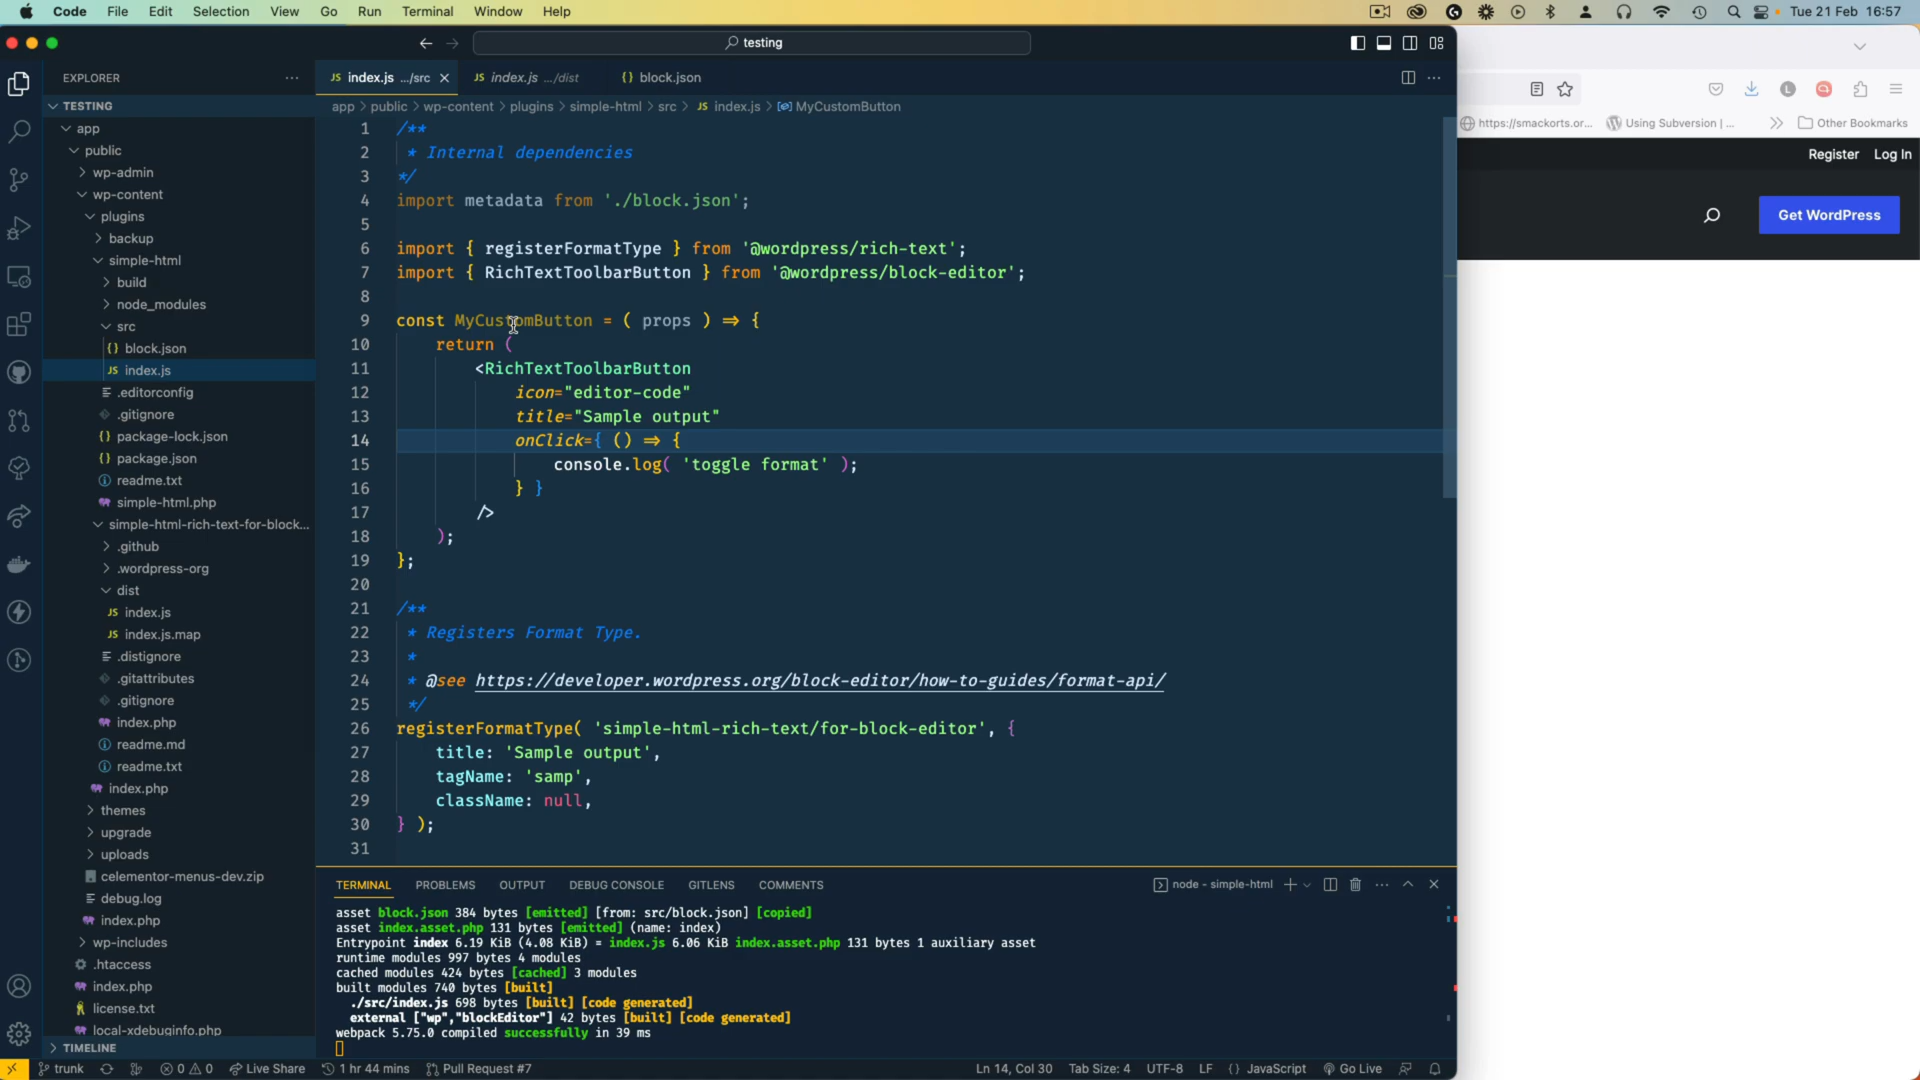 Code File Edit Selection View Go Run Terminal Window Help
Tue 21 Feb 16:57
testing
EXPLORER
TESTING
app
public
wp-admin
wp-content
plugins
backup
simple-html
build
node_modules
src
{} block.json
JS index.js
.editorconfig
.gitignore
{} package-lock.json
{} package.json
readme.txt
simple-html.php
simple-html-rich-text-for-block...
.github
.wordpress-org
dist
JS index.js
JS index.js.map
.distignore
.gitattributes
.gitignore
index.php
readme.md
readme.txt
index.php
themes
upgrade
uploads
celementor-menus-dev.zip
debug.log
index.php
wp-includes
.htaccess
index.php
license.txt
local-xdebuginfo.php
TIMELINE
JS index.js .../src
JS index.js .../dist
{} block.json
app > public > wp-content > plugins > simple-html > src > JS index.js > MyCustomButton
1 /**
2 * Internal dependencies
3 */
4 import metadata from './block.json';
5
6 import { registerFormatType } from '@wordpress/rich-text';
7 import { RichTextToolbarButton } from '@wordpress/block-editor';
8
9 const MyCustomButton = ( props ) => {
10 return (
11 <RichTextToolbarButton
12 icon="editor-code"
13 title="Sample output"
14 onClick={ () => {
15 console.log( 'toggle format' );
16 } }
17 />
18 );
19 };
20
21 /**
22 * Registers Format Type.
23 *
24 * @see https://developer.wordpress.org/block-editor/how-to-guides/format-api/
25 */
26 registerFormatType( 'simple-html-rich-text/for-block-editor', {
27 title: 'Sample output',
28 tagName: 'samp',
29 className: null,
30 } );
31
TERMINAL PROBLEMS OUTPUT DEBUG CONSOLE GITLENS COMMENTS
node - simple-html
asset block.json 384 bytes [emitted] [from: src/block.json] [copied]
asset index.asset.php 131 bytes [emitted] (name: index)
Entrypoint index 6.19 KiB (4.08 KiB) = index.js 6.06 KiB index.asset.php 131 bytes 1 auxiliary asset
runtime modules 997 bytes 4 modules
cached modules 424 bytes [cached] 3 modules
built modules 740 bytes [built]
./src/index.js 698 bytes [built] [code generated]
external ["wp","blockEditor"] 42 bytes [built] [code generated]
webpack 5.75.0 compiled successfully in 39 ms
trunk 0 0 Live Share 1 hr 44 mins Pull Request #7
Ln 14, Col 30 Tab Size: 4 UTF-8 LF {} JavaScript Go Live
https://smackorts.or... Using Subversion | ... Other Bookmarks
Register Log In
Get WordPress